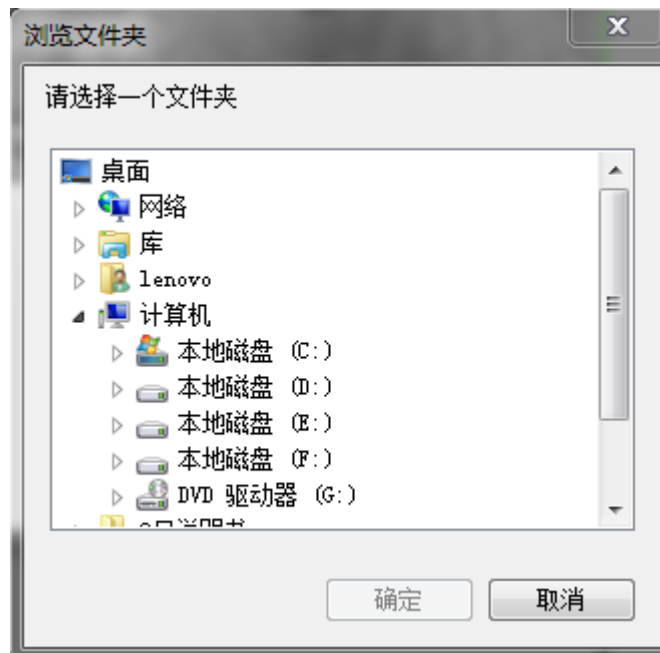 浏览文件夹
请选择一个文件夹
桌面
网络
库
lenovo
计算机
本地磁盘 (C:)
本地磁盘 (D:)
本地磁盘 (E:)
本地磁盘 (F:)
DVD 驱动器 (G:)
确定
取消